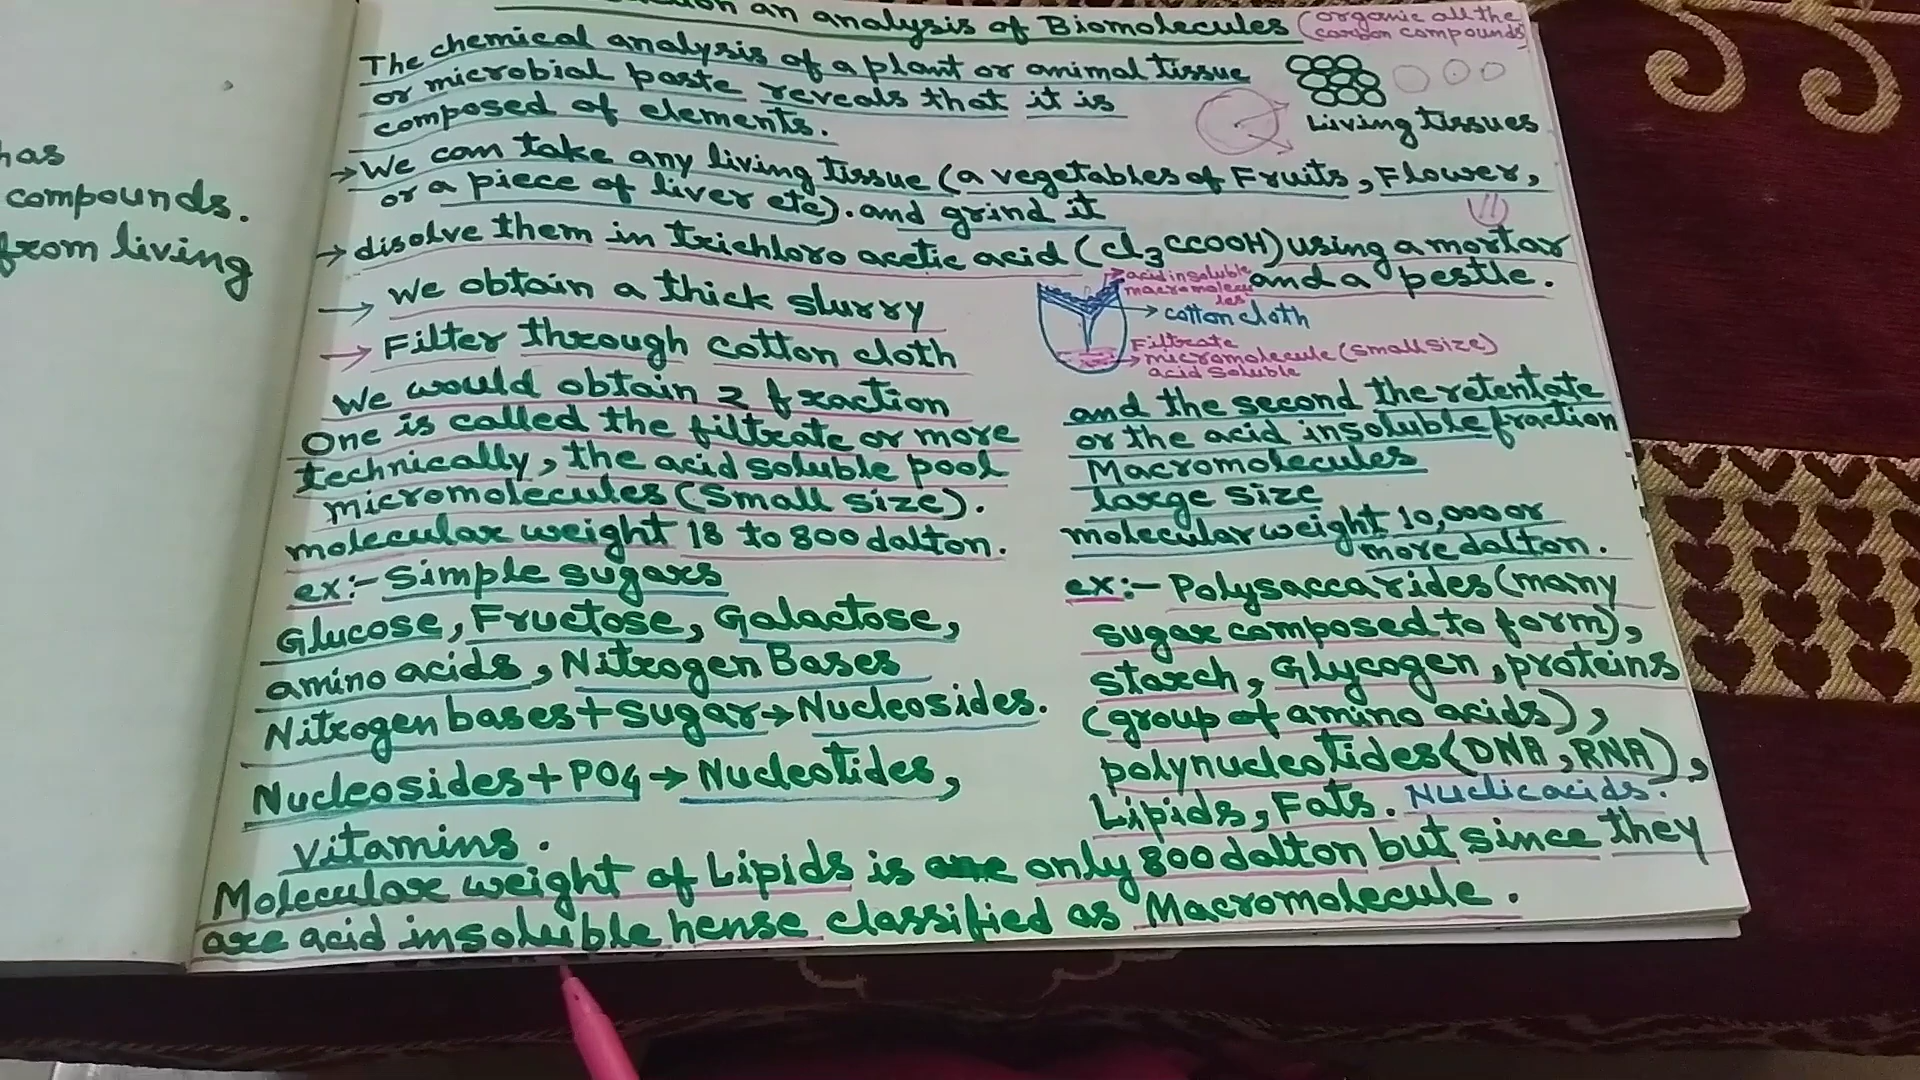 has
compounds.
from living
on an analysis of Biomolecules (organic all the
carbon compounds)
The chemical analysis of a plant or animal tissue
or microbial paste reveals that it is
composed of elements.
Living tissues
→ We can take any living tissue (a vegetables of Fruits, Flower,
or a piece of liver etc). and grind it
→ disolve them in trichloro acetic acid (Cl3CCOOH) using a mortar
and a pestle.
→ We obtain a thick slurry
→ Filter through cotton cloth
acid insoluble
macromolecu
les
→ cotton cloth
Filtrate
→ micromolecule (small size)
acid soluble
We would obtain 2 fraction
One is called the filtrate or more
technically, the acid soluble pool
micromolecules (Small size).
molecular weight 18 to 800 dalton.
ex:- Simple sugars
Glucose, Fructose, Galactose,
amino acids, Nitrogen Bases
Nitrogen bases + sugar → Nucleosides.
Nucleosides + PO4 → Nucleotides,
Vitamins.
and the second the retentate
or the acid insoluble fraction
Macromolecules
large size
molecular weight 10,000 or
more dalton.
ex:- Polysaccarides (many
sugar composed to form),
starch, Glycogen, proteins
(group of amino acids),
polynucleotides (DNA, RNA),
Lipids, Fats. Nuclic acids.
Molecular weight of Lipids is only 800 dalton but since they
are acid insoluble hense classified as Macromolecule.